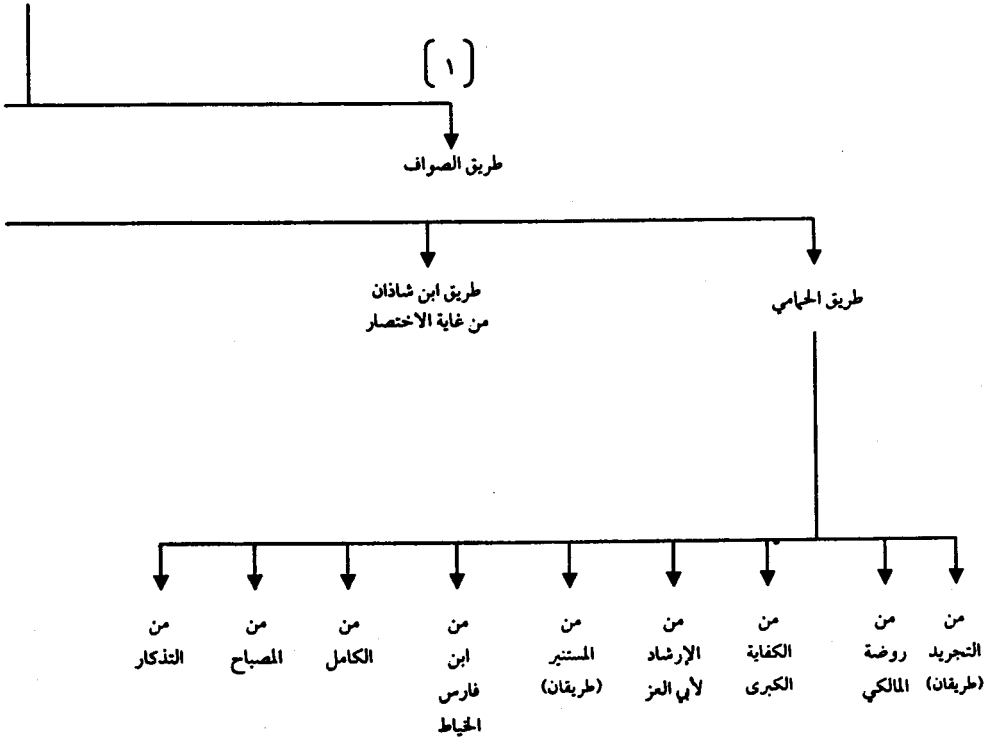 [ ١ ]
طريق الصواف
طريق الحمامي
طريق ابن شاذان
من غاية الاختصار
من
التجريد
(طريقان)
من
روضة
المالكي
من
الكفاية
الكبرى
من
الإرشاد
لأبي العز
من
المستنير
(طريقان)
من
ابن
فارس
الخياط
من
الكامل
من
المصباح
من
التذكار